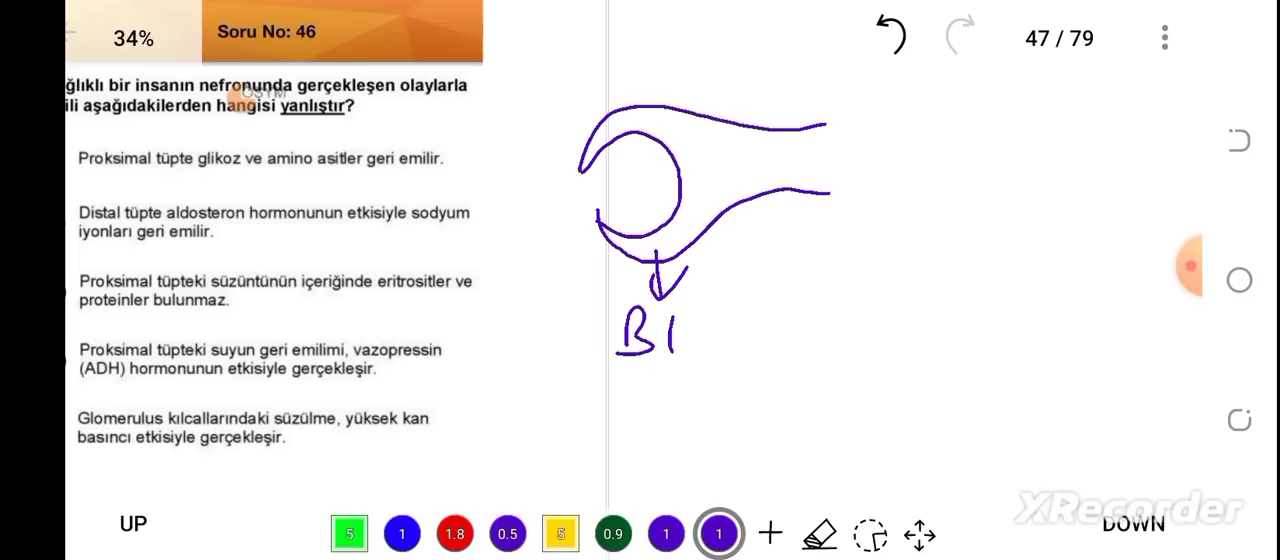 34%
Soru No: 46
47 / 79
ğlıklı bir insanın nefronunda gerçekleşen olaylarla
ili aşağıdakilerden hangisi yanlıştır?
ÖSYM
Proksimal tüpte glikoz ve amino asitler geri emilir.
Distal tüpte aldosteron hormonunun etkisiyle sodyum
iyonları geri emilir.
Proksimal tüpteki süzüntünün içeriğinde eritrositler ve
proteinler bulunmaz.
Proksimal tüpteki suyun geri emilimi, vazopressin
(ADH) hormonunun etkisiyle gerçekleşir.
Glomerulus kılcallarındaki süzülme, yüksek kan
basıncı etkisiyle gerçekleşir.
B1
UP
5
1
1.8
0.5
5
0.9
1
1
DOWN
XRecorder